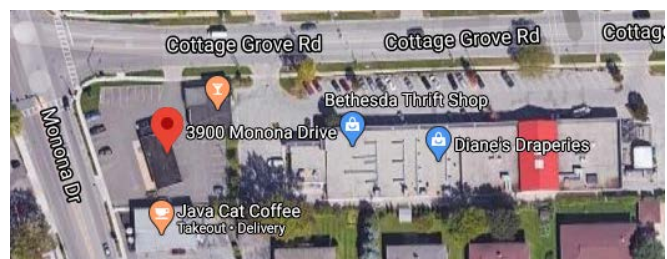 Cottage Grove Rd
Cottage Grove Rd
Cottag
Monona Dr
Bethesda Thrift Shop
3900 Monona Drive
Diane's Draperies
Java Cat Coffee
Takeout • Delivery